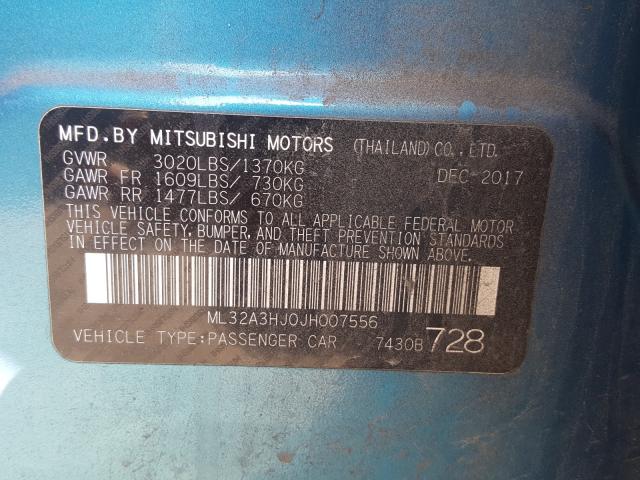 MFD.BY MITSUBISHI MOTORS (THAILAND)CO.,LTD.
GVWR 3020LBS/1370KG DEC-2017
GAWR FR 1609LBS/ 730KG
GAWR RR 1477LBS/ 670KG
THIS VEHICLE CONFORMS TO ALL APPLICABLE FEDERAL MOTOR
VEHICLE SAFETY, BUMPER, AND THEFT PREVENTION STANDARDS
IN EFFECT ON THE DATE OF MANUFACTURE SHOWN ABOVE.
ML32A3HJ0JH007556
VEHICLE TYPE:PASSENGER CAR 7430B 728